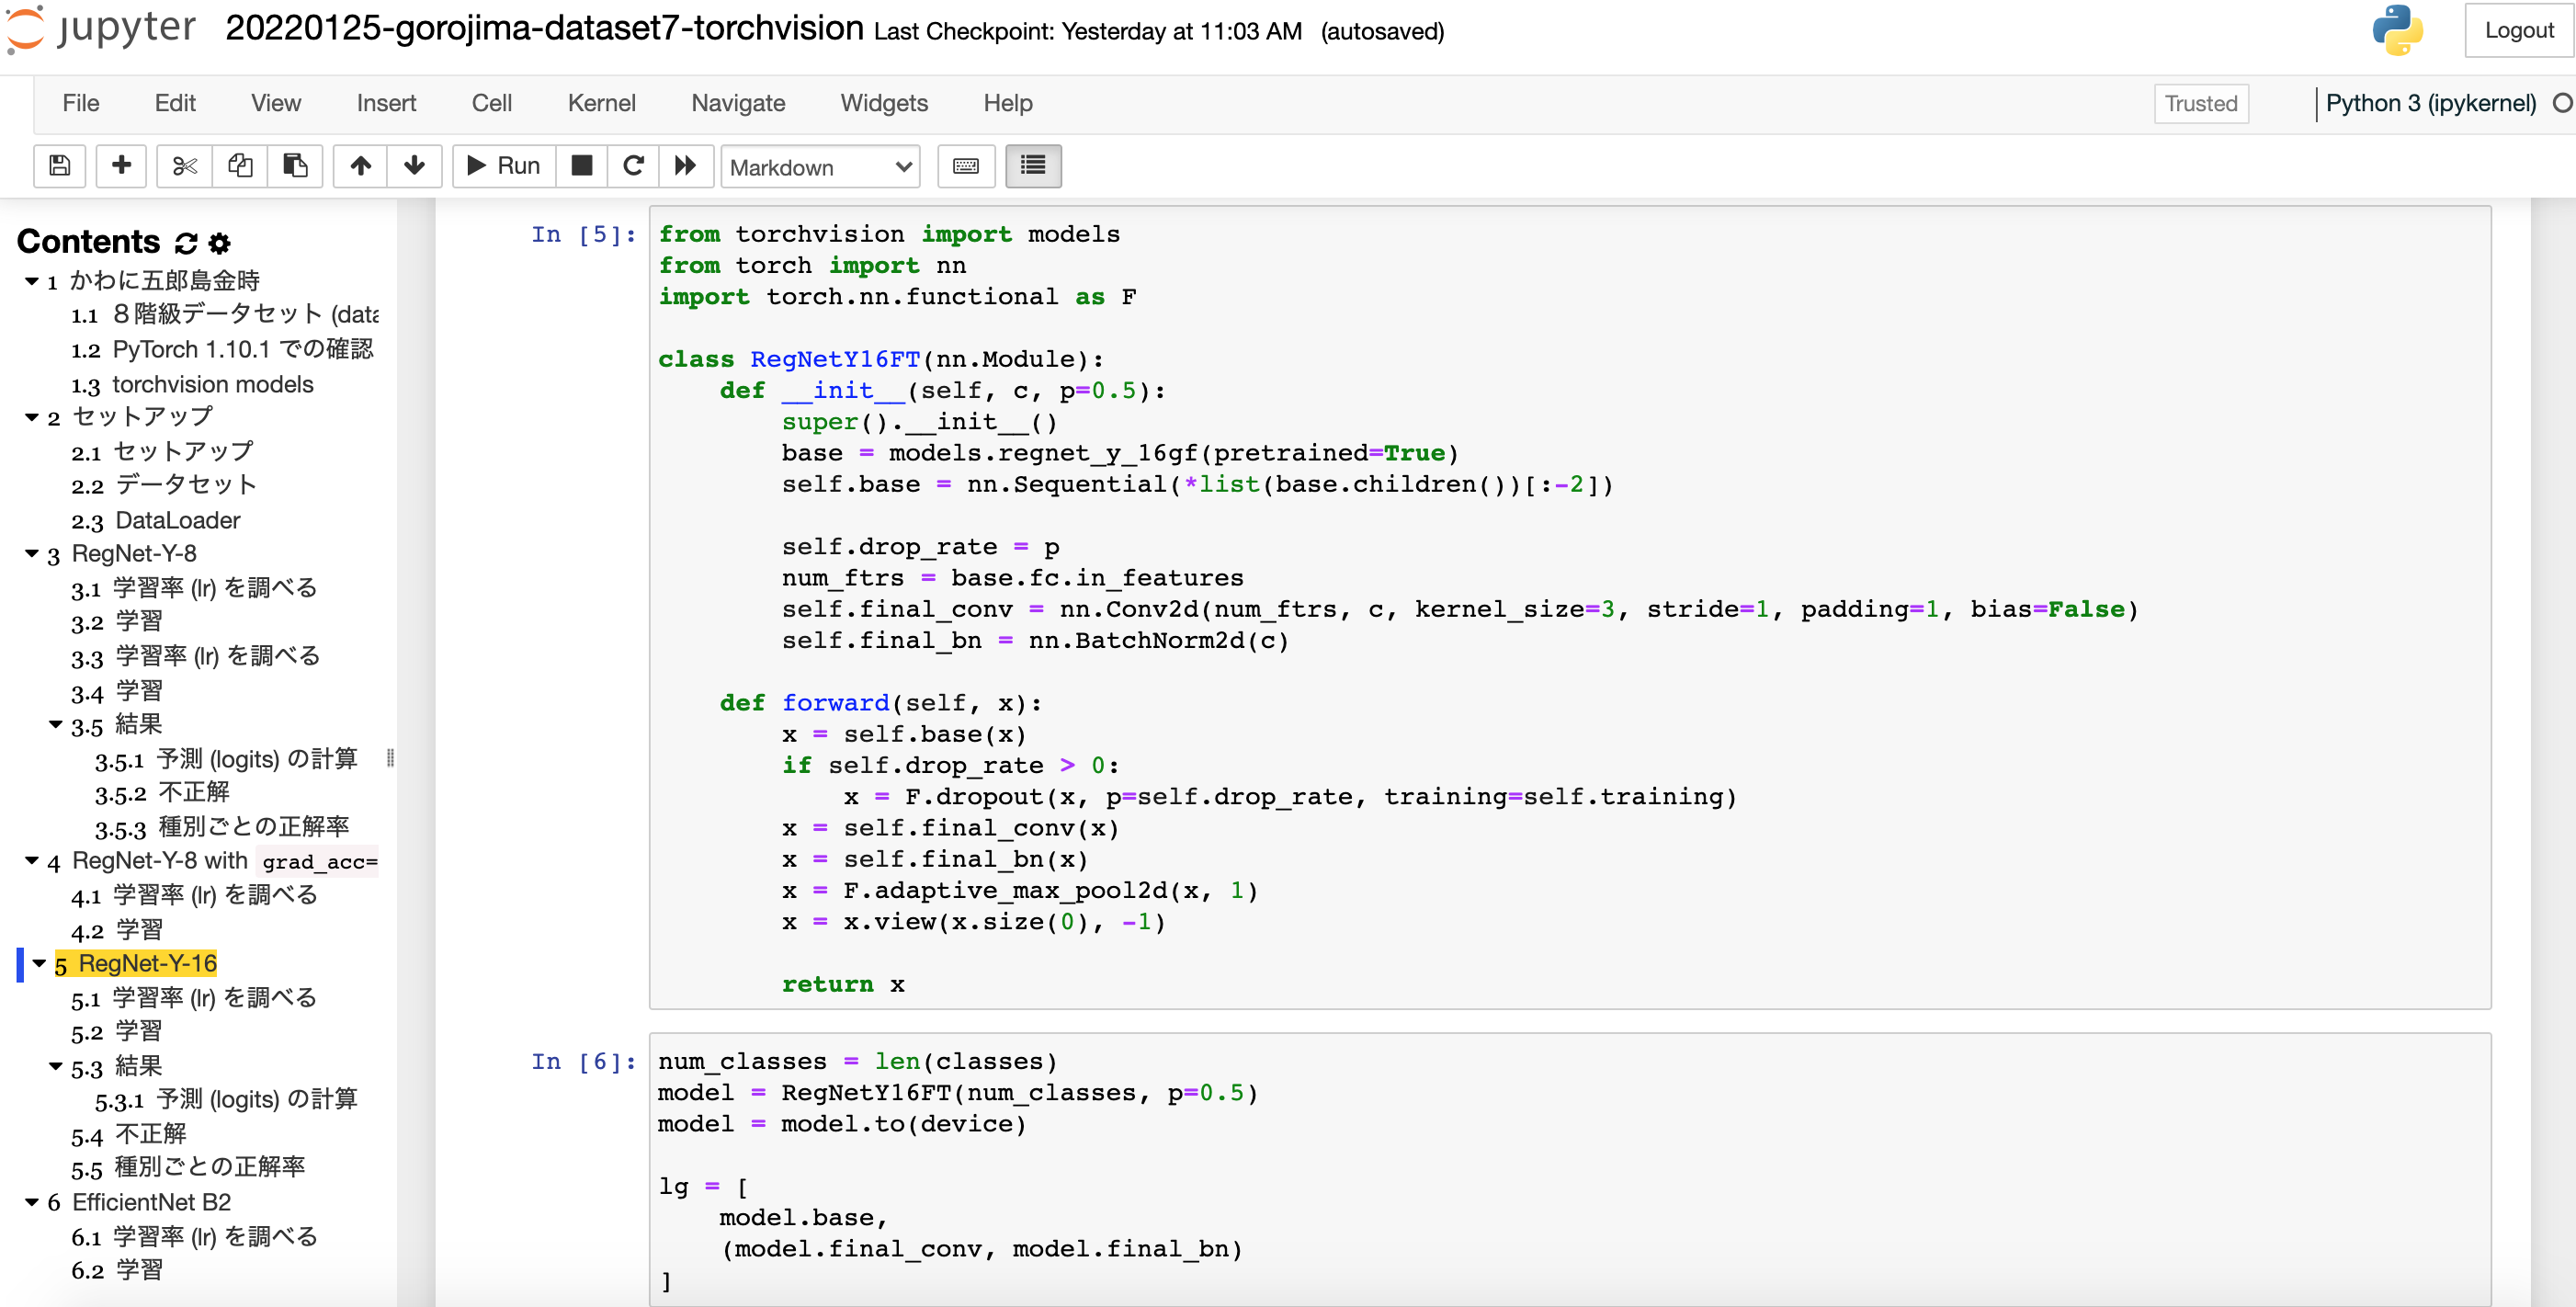 jupyter 20220125-gorojima-dataset7-torchvision Last Checkpoint: Yesterday at 11:03 AM (autosaved) Logout
File Edit View Insert Cell Kernel Navigate Widgets Help Trusted Python 3 (ipykernel)
Run Markdown
Contents
1 かわに五郎島金時
1.1 8階級データセット (data
1.2 PyTorch 1.10.1 での確認
1.3 torchvision models
2 セットアップ
2.1 セットアップ
2.2 データセット
2.3 DataLoader
3 RegNet-Y-8
3.1 学習率 (lr) を調べる
3.2 学習
3.3 学習率 (lr) を調べる
3.4 学習
3.5 結果
3.5.1 予測 (logits) の計算
3.5.2 不正解
3.5.3 種別ごとの正解率
4 RegNet-Y-8 with grad_acc=
4.1 学習率 (lr) を調べる
4.2 学習
5 RegNet-Y-16
5.1 学習率 (lr) を調べる
5.2 学習
5.3 結果
5.3.1 予測 (logits) の計算
5.4 不正解
5.5 種別ごとの正解率
6 EfficientNet B2
6.1 学習率 (lr) を調べる
6.2 学習
In [5]:
from torchvision import models
from torch import nn
import torch.nn.functional as F
class RegNetY16FT(nn.Module):
    def __init__(self, c, p=0.5):
        super().__init__()
        base = models.regnet_y_16gf(pretrained=True)
        self.base = nn.Sequential(*list(base.children())[:-2])
        self.drop_rate = p
        num_ftrs = base.fc.in_features
        self.final_conv = nn.Conv2d(num_ftrs, c, kernel_size=3, stride=1, padding=1, bias=False)
        self.final_bn = nn.BatchNorm2d(c)
    def forward(self, x):
        x = self.base(x)
        if self.drop_rate > 0:
            x = F.dropout(x, p=self.drop_rate, training=self.training)
        x = self.final_conv(x)
        x = self.final_bn(x)
        x = F.adaptive_max_pool2d(x, 1)
        x = x.view(x.size(0), -1)
        return x
In [6]:
num_classes = len(classes)
model = RegNetY16FT(num_classes, p=0.5)
model = model.to(device)
lg = [
    model.base,
    (model.final_conv, model.final_bn)
]